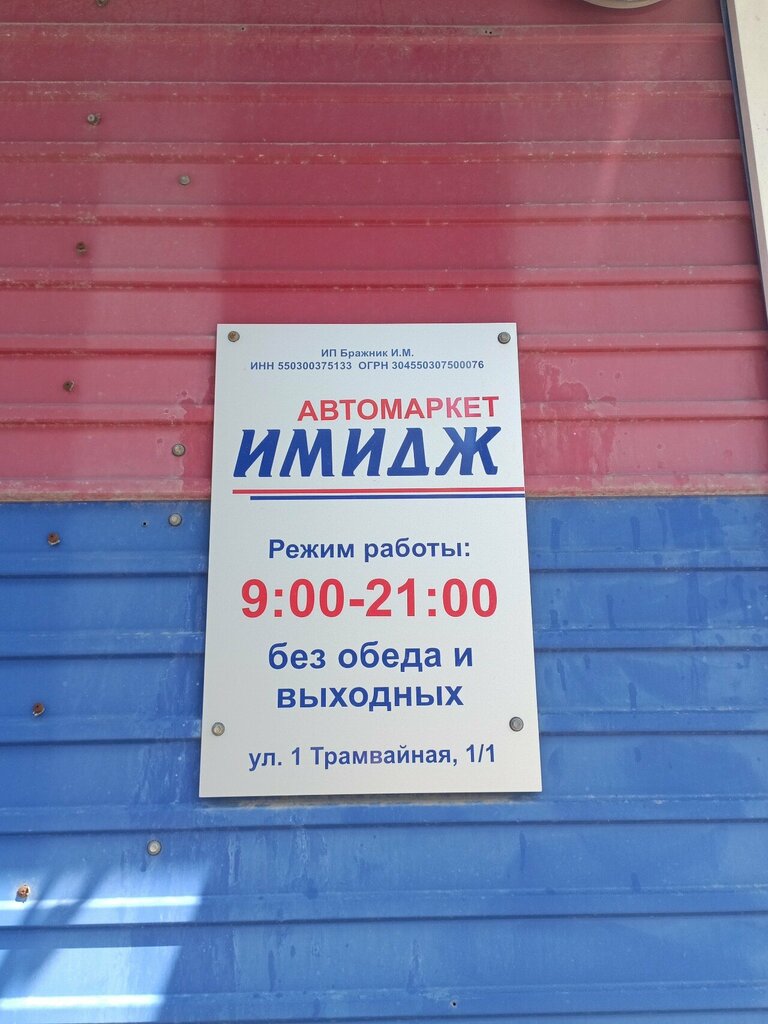 ИП Бражник И.М.
ИНН 550300375133 ОГРН 304550307500076
АВТОМАРКЕТ
ИМИДЖ
Режим работы:
9:00-21:00
без обеда и
выходных
ул. 1 Трамвайная, 1/1